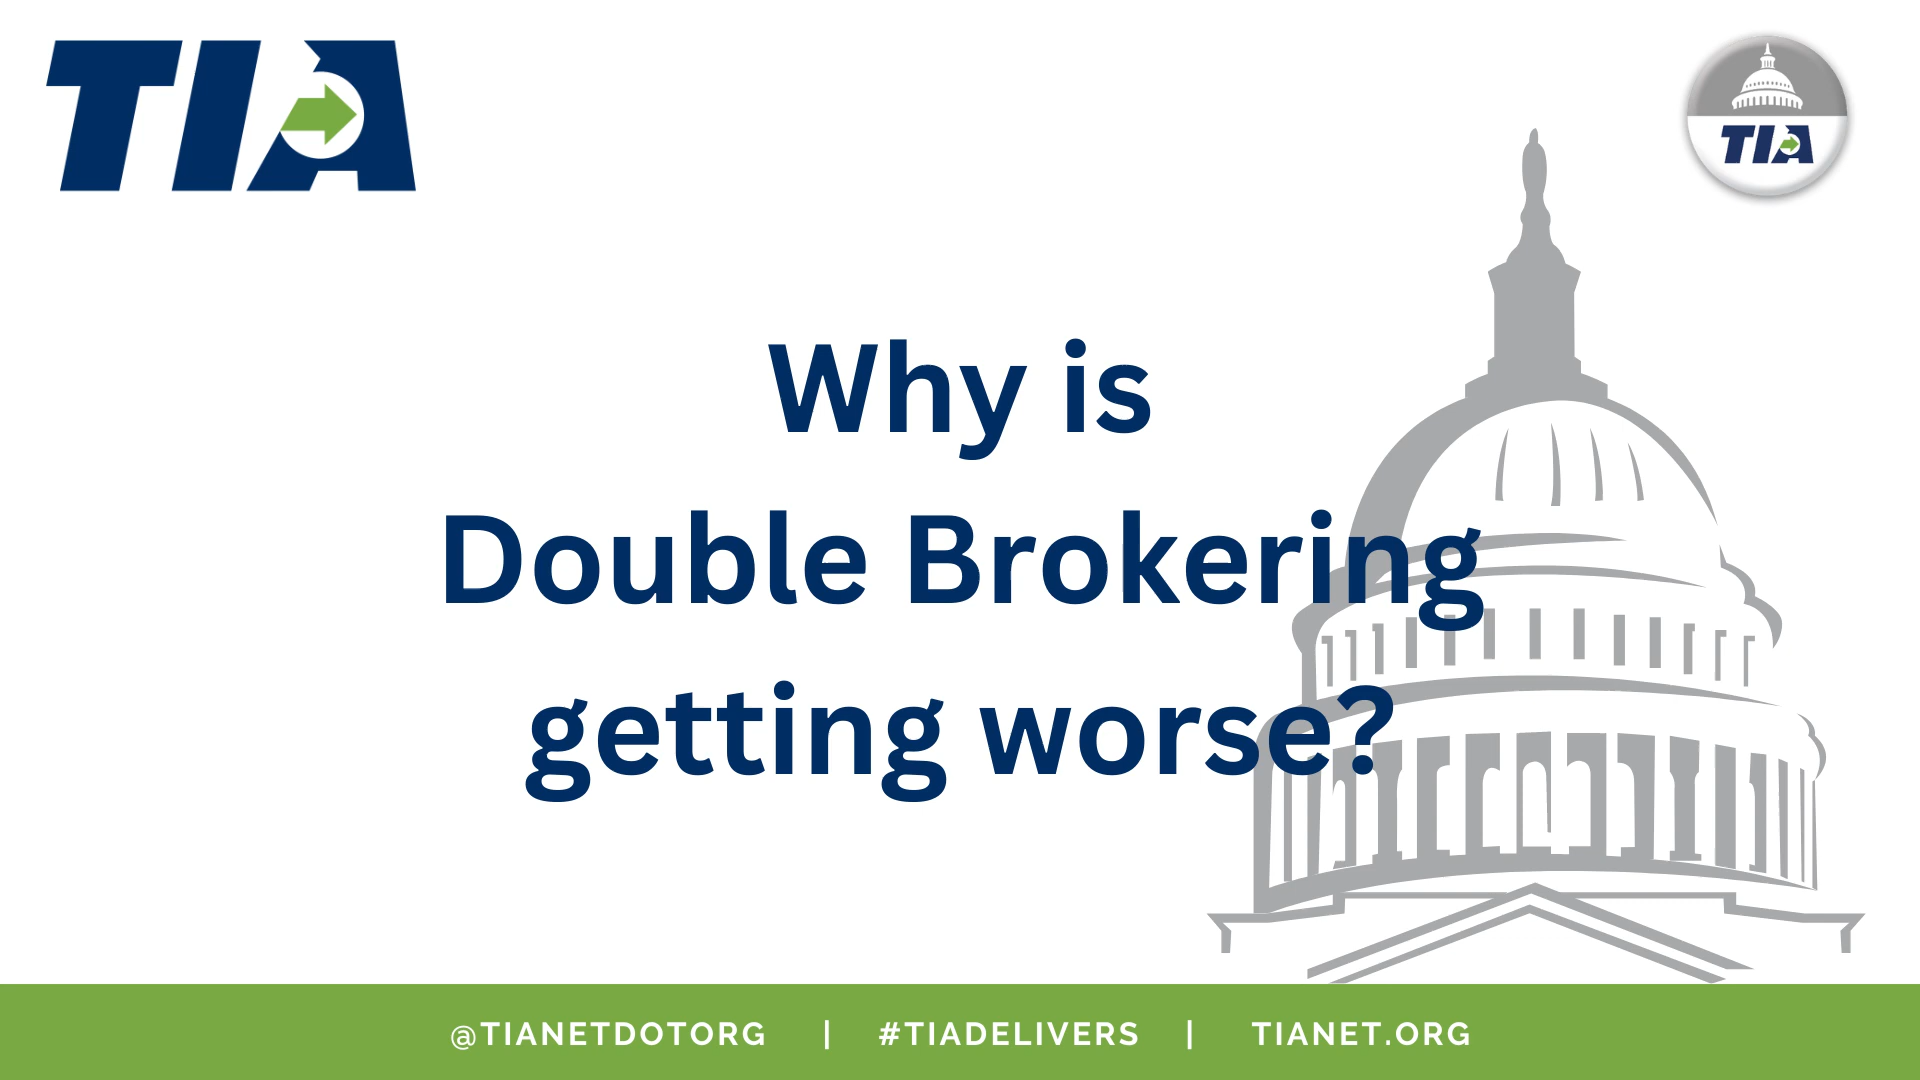 TIA
TIA
Why is
Double Brokering
getting worse?
@TIANETDOTORG | #TIADELIVERS | TIANET.ORG